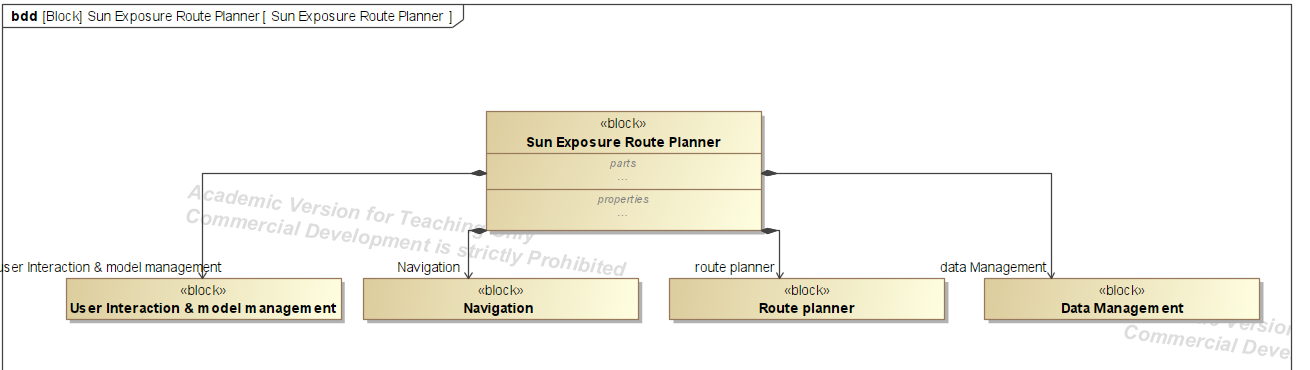 bdd [Block] Sun Exposure Route Planner [ Sun Exposure Route Planner ]
«block»
Sun Exposure Route Planner
parts
...
properties
...
Academic Version for Teaching Only
Commercial Development is strictly Prohibited
user Interaction & model management
Navigation
route planner
data Management
«block»
User Interaction & model management
«block»
Navigation
«block»
Route planner
«block»
Data Management
Version
Commercial Deve